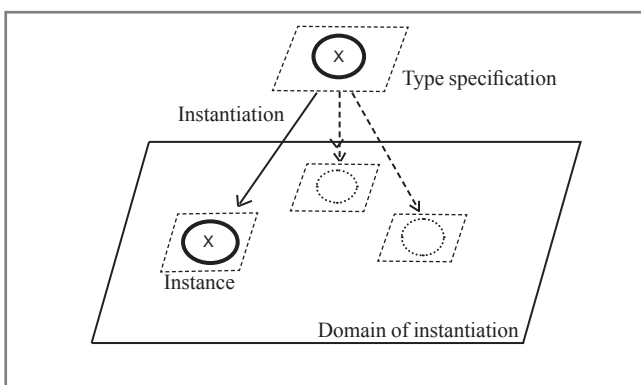 X
Type specification
Instantiation
X
Instance
Domain of instantiation